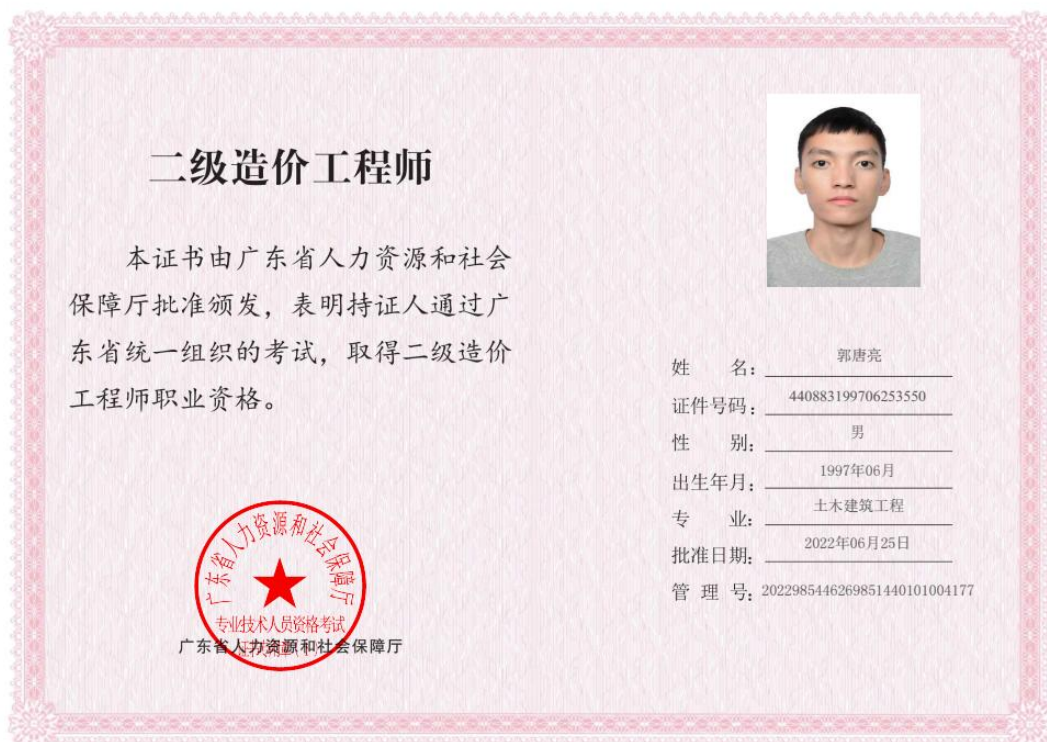 二级造价工程师
本证书由广东省人力资源和社会
保障厅批准颁发，表明持证人通过广
东省统一组织的考试，取得二级造价
工程师职业资格。
广东省人力资源和社会保障厅
专业技术人员资格考试
广东省人力资源和社会保障厅
姓 名：郭唐亮
证件号码：440883199706253550
性 别：男
出生年月：1997年06月
专 业：土木建筑工程
批准日期：2022年06月25日
管 理 号：2022985446269851440101004177